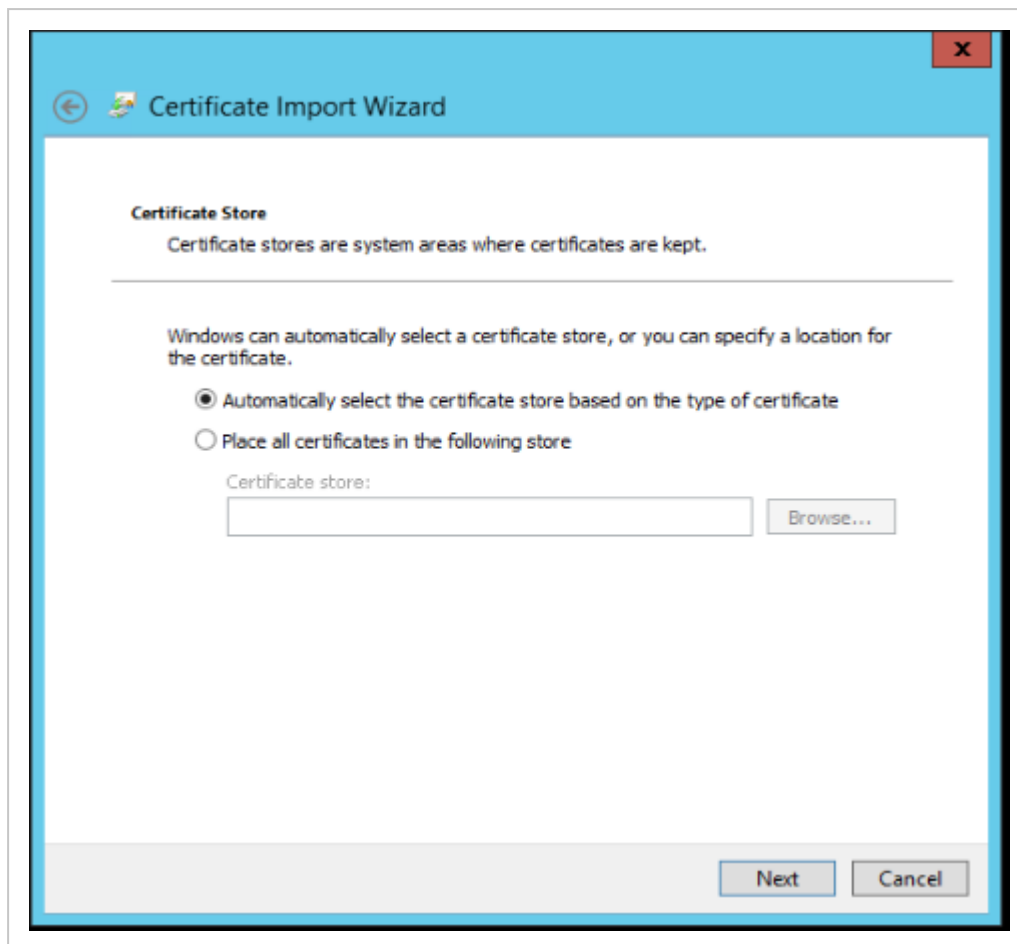 x
Certificate Import Wizard
Certificate Store
Certificate stores are system areas where certificates are kept.
Windows can automatically select a certificate store, or you can specify a location for
the certificate.
Automatically select the certificate store based on the type of certificate
Place all certificates in the following store
Certificate store:
Browse...
Next Cancel